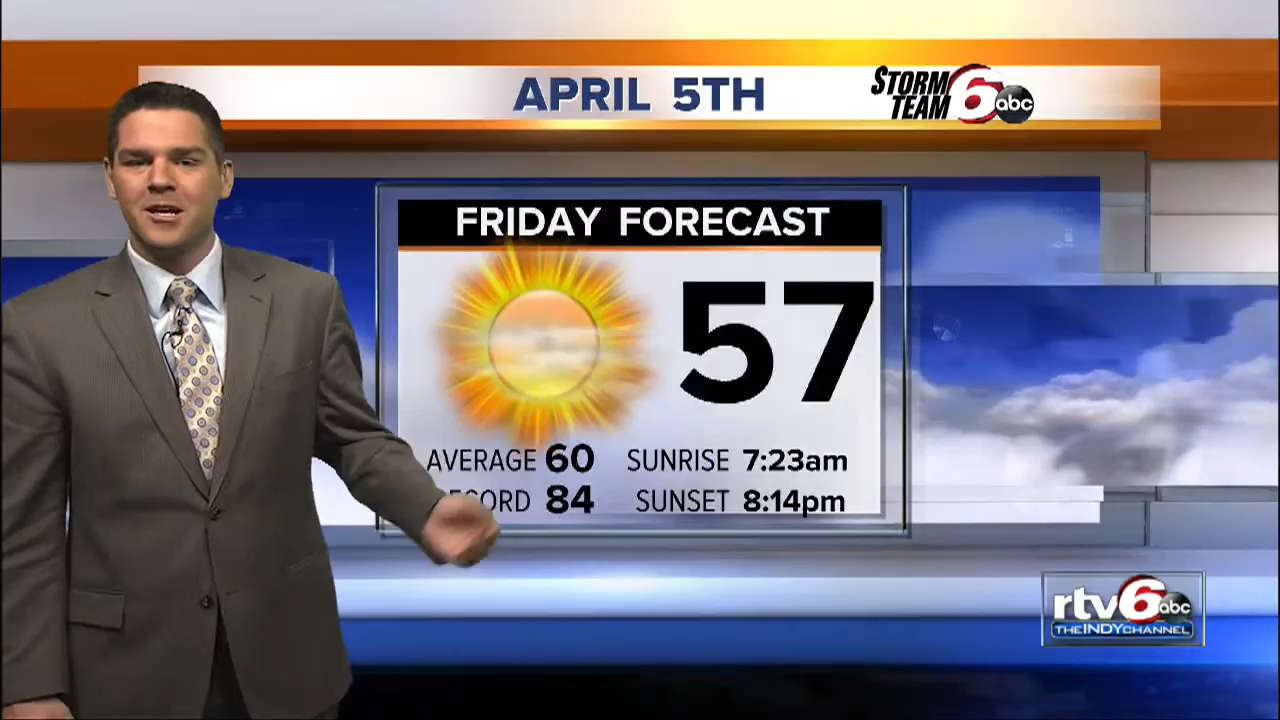 APRIL 5TH
STORM TEAM 6 abc
FRIDAY FORECAST
57
AVERAGE 60 SUNRISE 7:23am
84 SUNSET 8:14pm
rtv6 abc
THE INDY CHANNEL